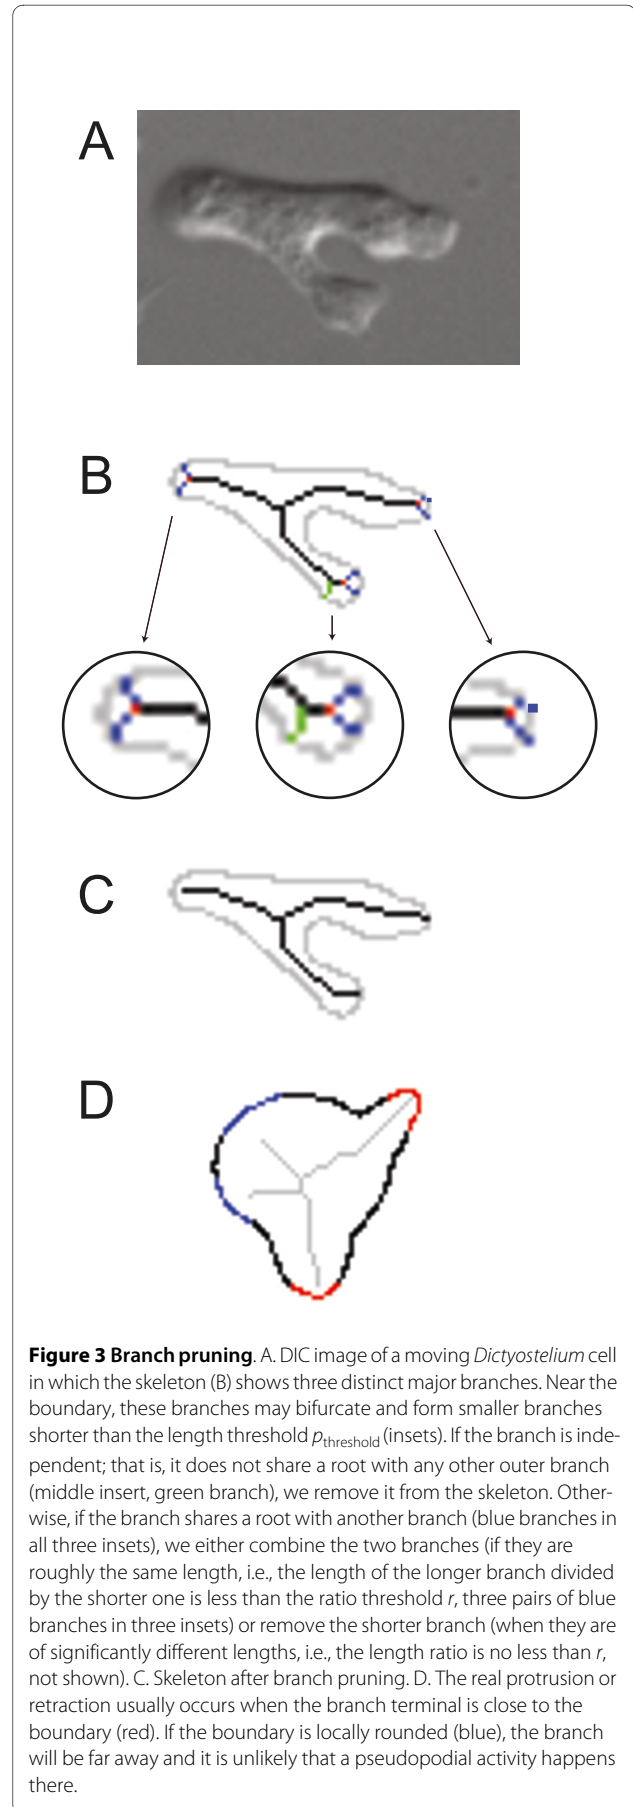 A
B
C
D
Figure 3 Branch pruning. A. DIC image of a moving Dictyostelium cell
in which the skeleton (B) shows three distinct major branches. Near the
boundary, these branches may bifurcate and form smaller branches
shorter than the length threshold pthreshold (insets). If the branch is inde-
pendent; that is, it does not share a root with any other outer branch
(middle insert, green branch), we remove it from the skeleton. Other-
wise, if the branch shares a root with another branch (blue branches in
all three insets), we either combine the two branches (if they are
roughly the same length, i.e., the length of the longer branch divided
by the shorter one is less than the ratio threshold r, three pairs of blue
branches in three insets) or remove the shorter branch (when they are
of significantly different lengths, i.e., the length ratio is no less than r,
not shown). C. Skeleton after branch pruning. D. The real protrusion or
retraction usually occurs when the branch terminal is close to the
boundary (red). If the boundary is locally rounded (blue), the branch
will be far away and it is unlikely that a pseudopodial activity happens
there.